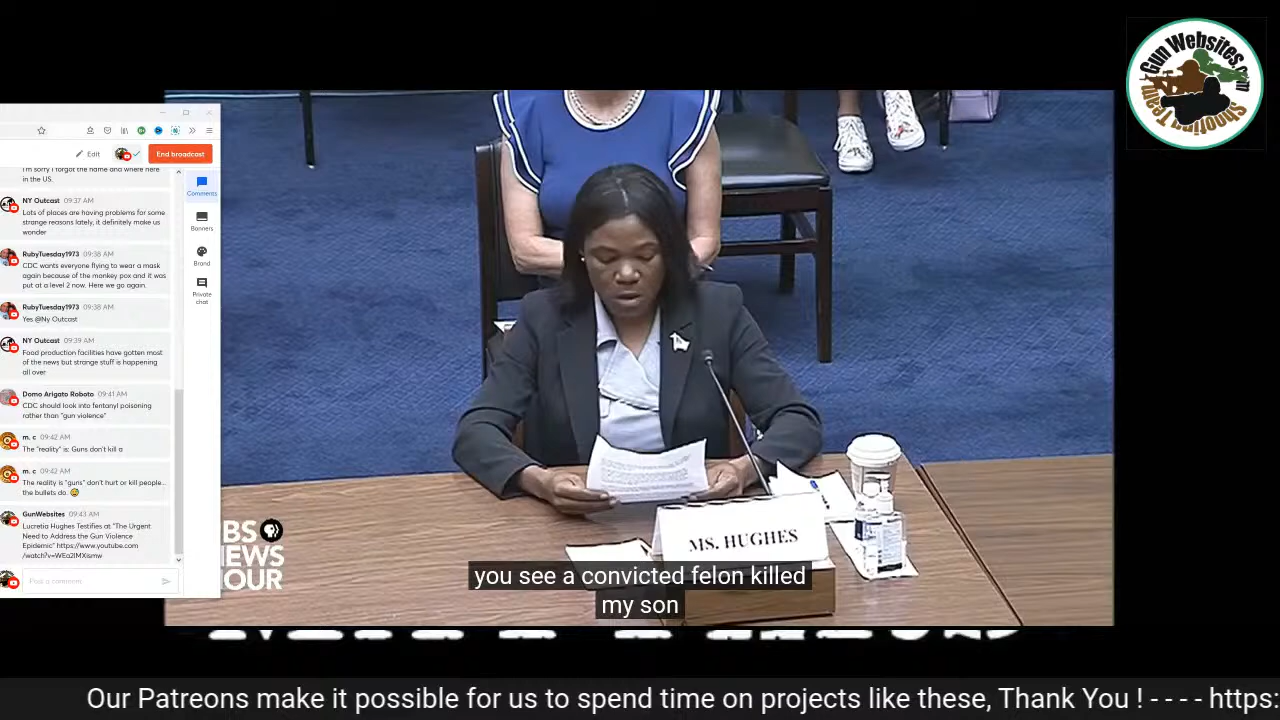 Gun Websites.com
Shooting Team
Edit
End broadcast
I'm sorry I forgot the name and where here
in the US.
NY Outcast 09:37 AM
Lots of places are having problems for some
strange reasons lately, it definitely make us
wonder
RubyTuesday1973 09:38 AM
CDC wants everyone flying to wear a mask
again because of the monkey pox and it was
put at a level 2 now. Here we go again.
RubyTuesday1973 09:38 AM
Yes @Ny Outcast
NY Outcast 09:39 AM
Food production facilities have gotten most
of the news but strange stuff is happening
all over
Domo Arigato Roboto 09:41 AM
CDC should look into fentanyl poisoning
rather than "gun violence"
m. c 09:42 AM
The "reality" is: Guns don't kill a
m. c 09:42 AM
The reality is "guns" don't hurt or kill people...
the bullets do. 😅
GunWebsites 09:43 AM
Lucretia Hughes Testifies at "The Urgent
Need to Address the Gun Violence
Epidemic" https://www.youtube.com
Post a comment
Comments
Banners
Brand
Private
chat
BS
NEWS
HOUR
MS. HUGHES
you see a convicted felon killed
my son
Our Patreons make it possible for us to spend time on projects like these, Thank You ! - - - - https: